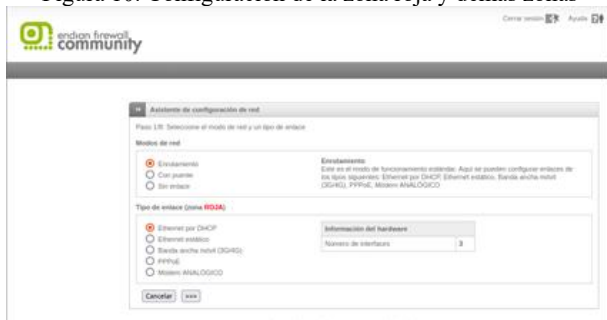 Figura 10: Configuración de la zona roja y demás zonas
Cerrar sesión Ayuda
endian firewall
community
Asistente de configuración de red
Paso 1/8: Seleccione el modo de red y un tipo de enlace
Modos de red
Enrutamiento
Con puente
Sin enlace
Enrutamiento
Este es el modo de funcionamiento estándar. Aquí se pueden configurar enlaces de
los tipos siguientes: Ethernet por DHCP, Ethernet estático, Banda ancha móvil
(3G/4G), PPPoE, Módem ANALÓGICO
Tipo de enlace (zona ROJA)
Ethernet por DHCP
Ethernet estático
Banda ancha móvil (3G/4G)
PPPoE
Módem ANALÓGICO
Información del hardware
Número de interfaces 3
Cancelar >>>